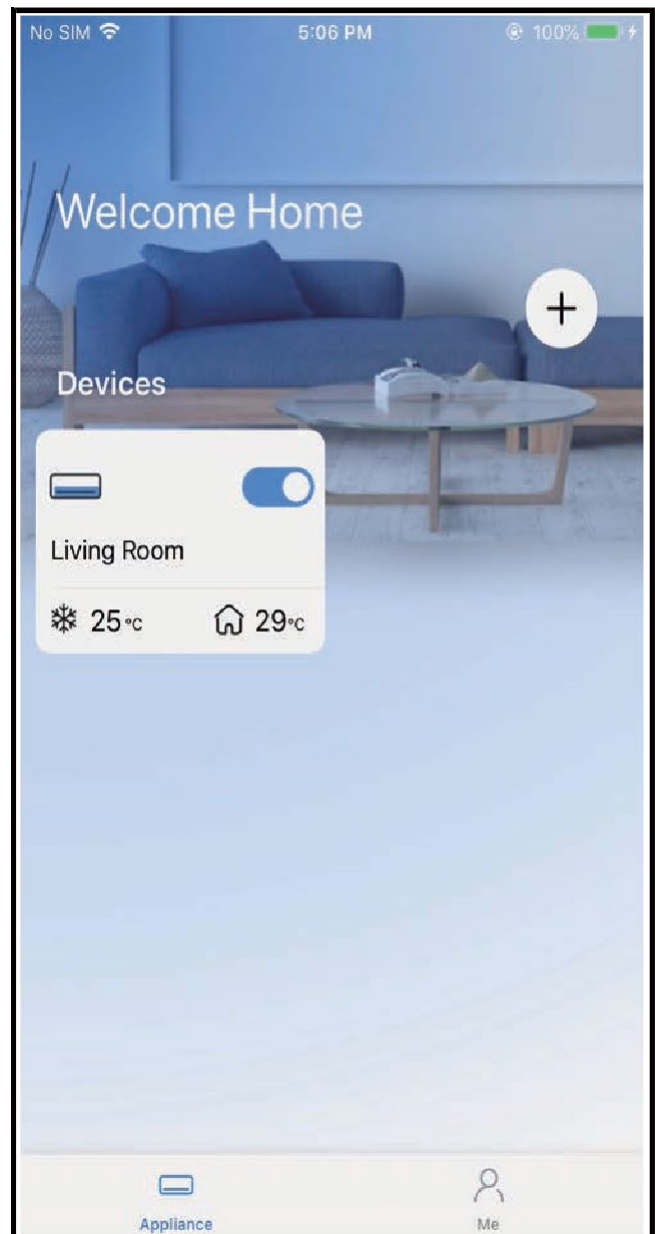 No SIM 5:06 PM 100%
Welcome Home
+
Devices
Living Room
25°C 29°C
Appliance Me